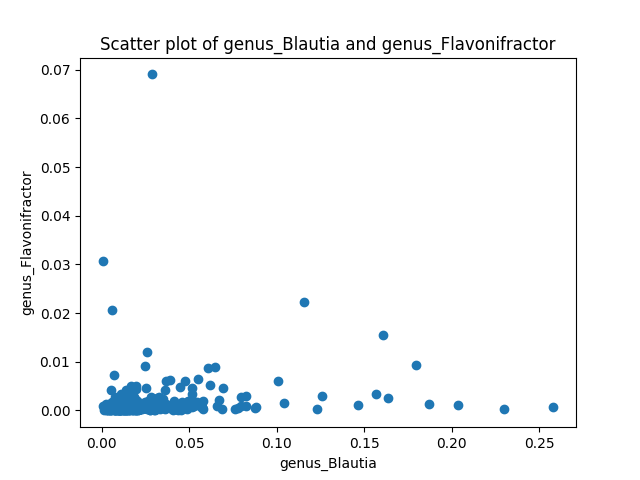 Scatter plot of genus_Blautia and genus_Flavonifractor
0.07
0.06
0.05
0.04
0.03
0.02
0.01
0.00
genus_Flavonifractor
0.00 0.05 0.10 0.15 0.20 0.25
genus_Blautia